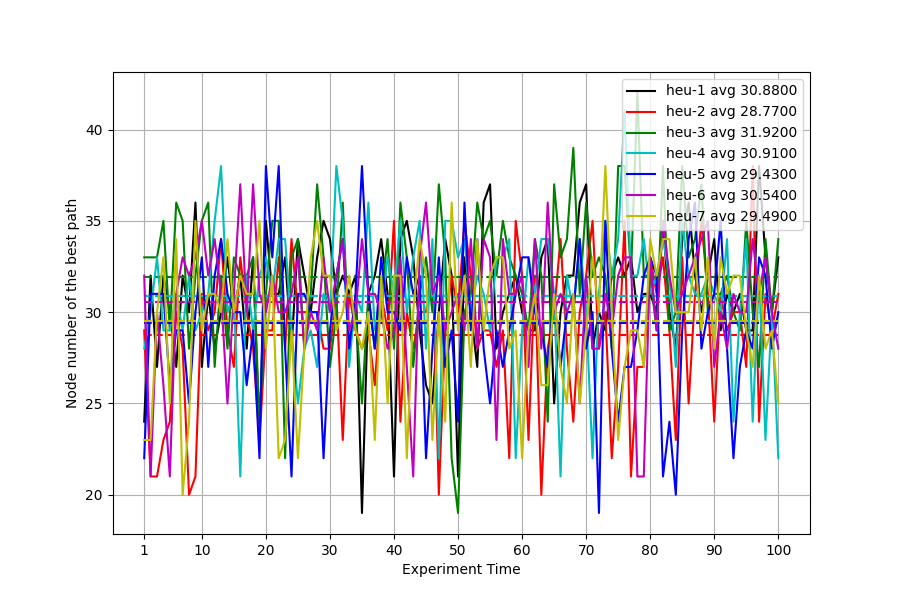 40
35
30
25
20
Node number of the best path
heu-1 avg 30.8800
heu-2 avg 28.7700
heu-3 avg 31.9200
heu-4 avg 30.9100
heu-5 avg 29.4300
heu-6 avg 30.5400
heu-7 avg 29.4900
1 10 20 30 40 50 60 70 80 90 100
Experiment Time